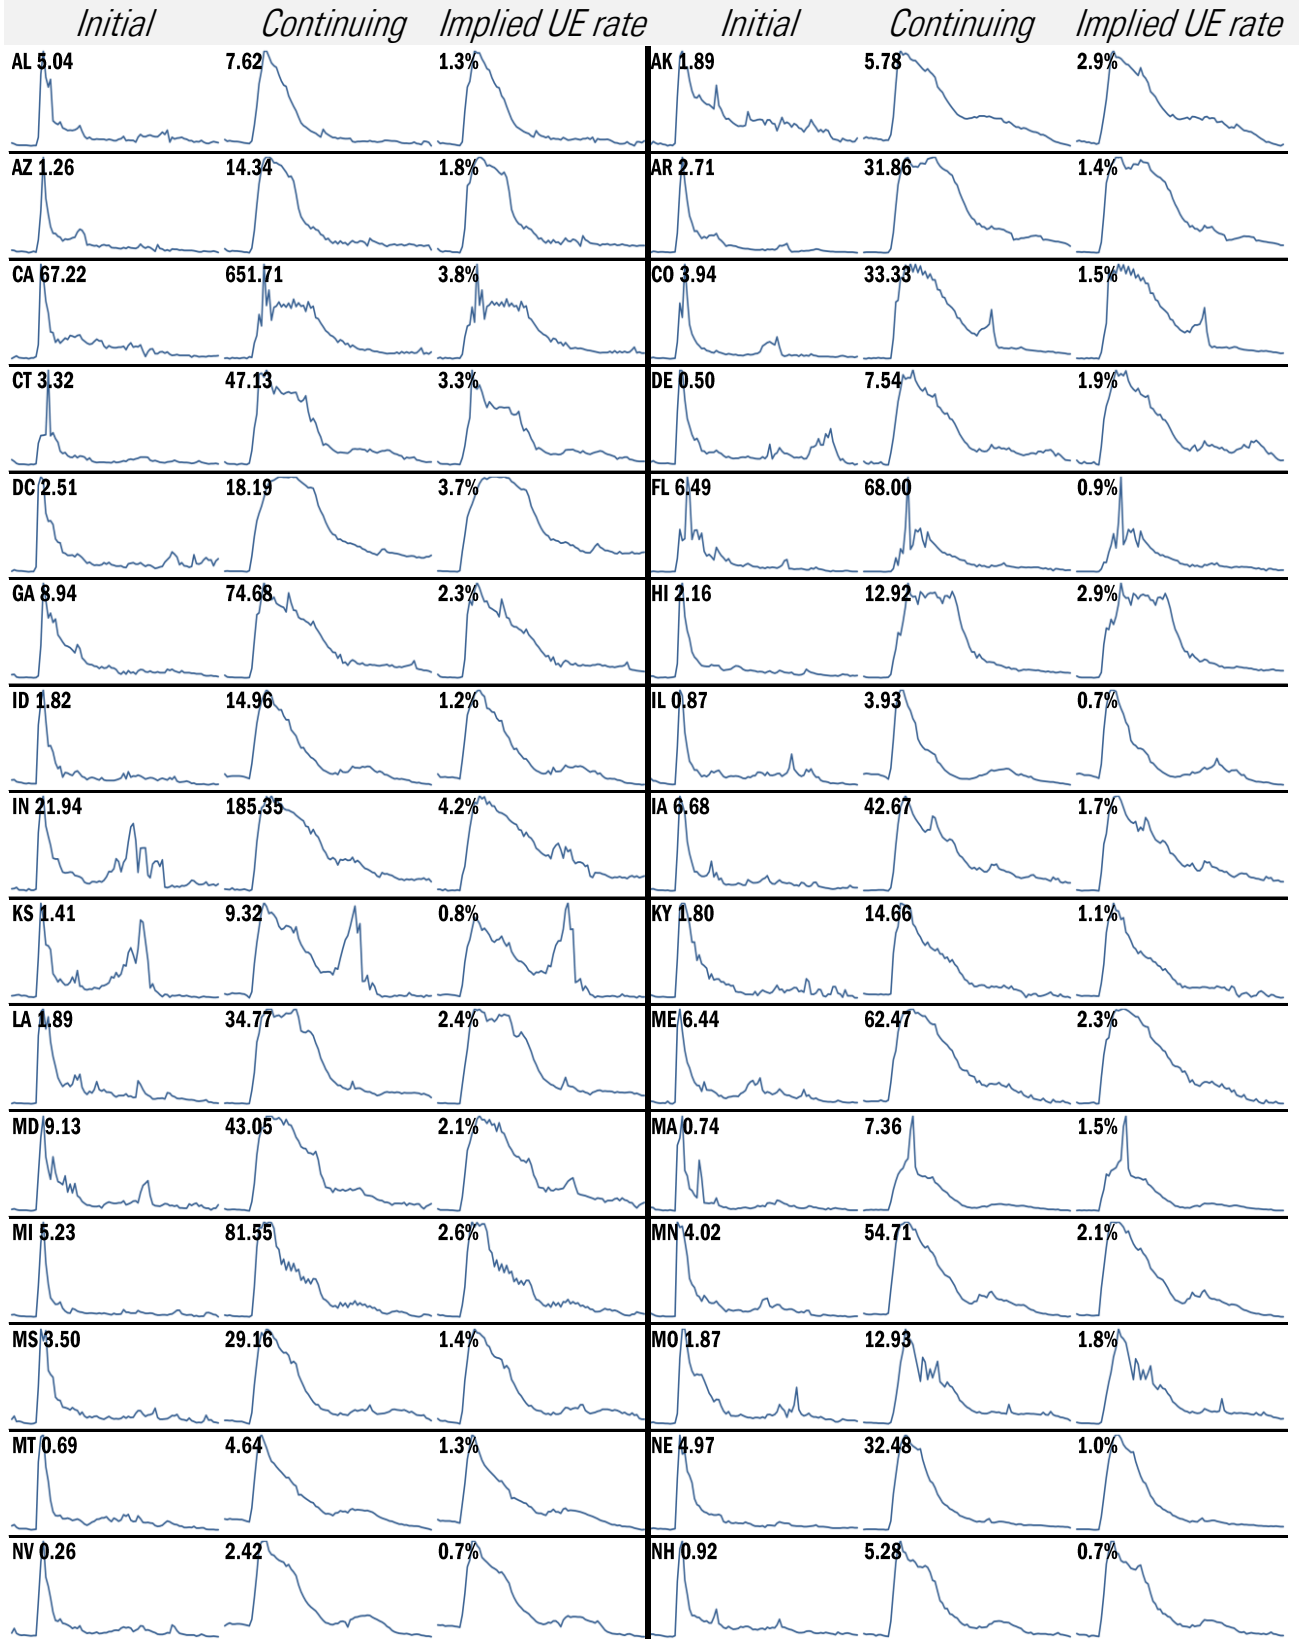 Initial Continuing Implied UE rate Initial Continuing Implied UE rate
AL 5.04 7.62 1.3% AK 1.89 5.78 2.9%
AZ 1.26 14.34 1.8% AR 2.71 31.86 1.4%
CA 67.22 651.71 3.8% CO 3.94 33.33 1.5%
CT 3.32 47.13 3.3% DE 0.50 7.54 1.9%
DC 2.51 18.19 3.7% FL 6.49 68.00 0.9%
GA 8.94 74.68 2.3% HI 2.16 12.92 2.9%
ID 1.82 14.96 1.2% IL 0.87 3.93 0.7%
IN 21.94 185.35 4.2% IA 6.68 42.67 1.7%
KS 1.41 9.32 0.8% KY 1.80 14.66 1.1%
LA 1.89 34.77 2.4% ME 6.44 62.47 2.3%
MD 9.13 43.05 2.1% MA 0.74 7.36 1.5%
MI 5.23 81.55 2.6% MN 4.02 54.71 2.1%
MS 3.50 29.16 1.4% MO 1.87 12.93 1.8%
MT 0.69 4.64 1.3% NE 4.97 32.48 1.0%
NV 0.26 2.42 0.7% NH 0.92 5.28 0.7%